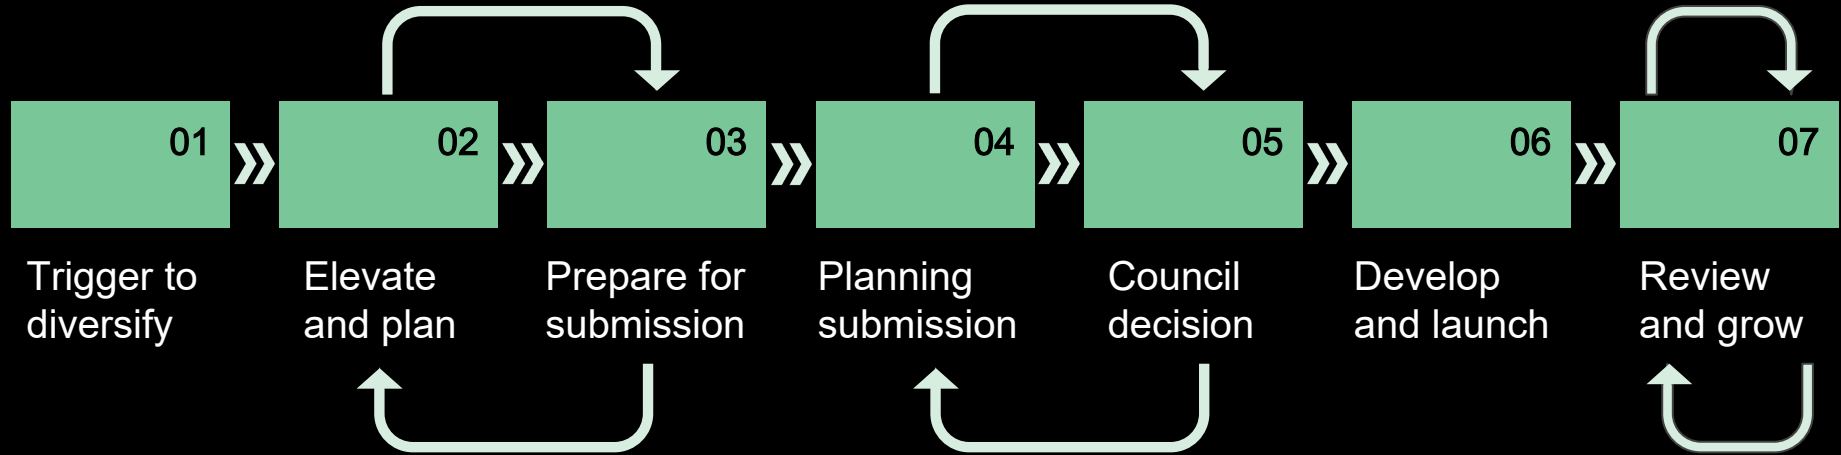 01
02
03
04
05
06
07
Trigger to
diversify
Elevate
and plan
Prepare for
submission
Planning
submission
Council
decision
Develop
and launch
Review
and grow